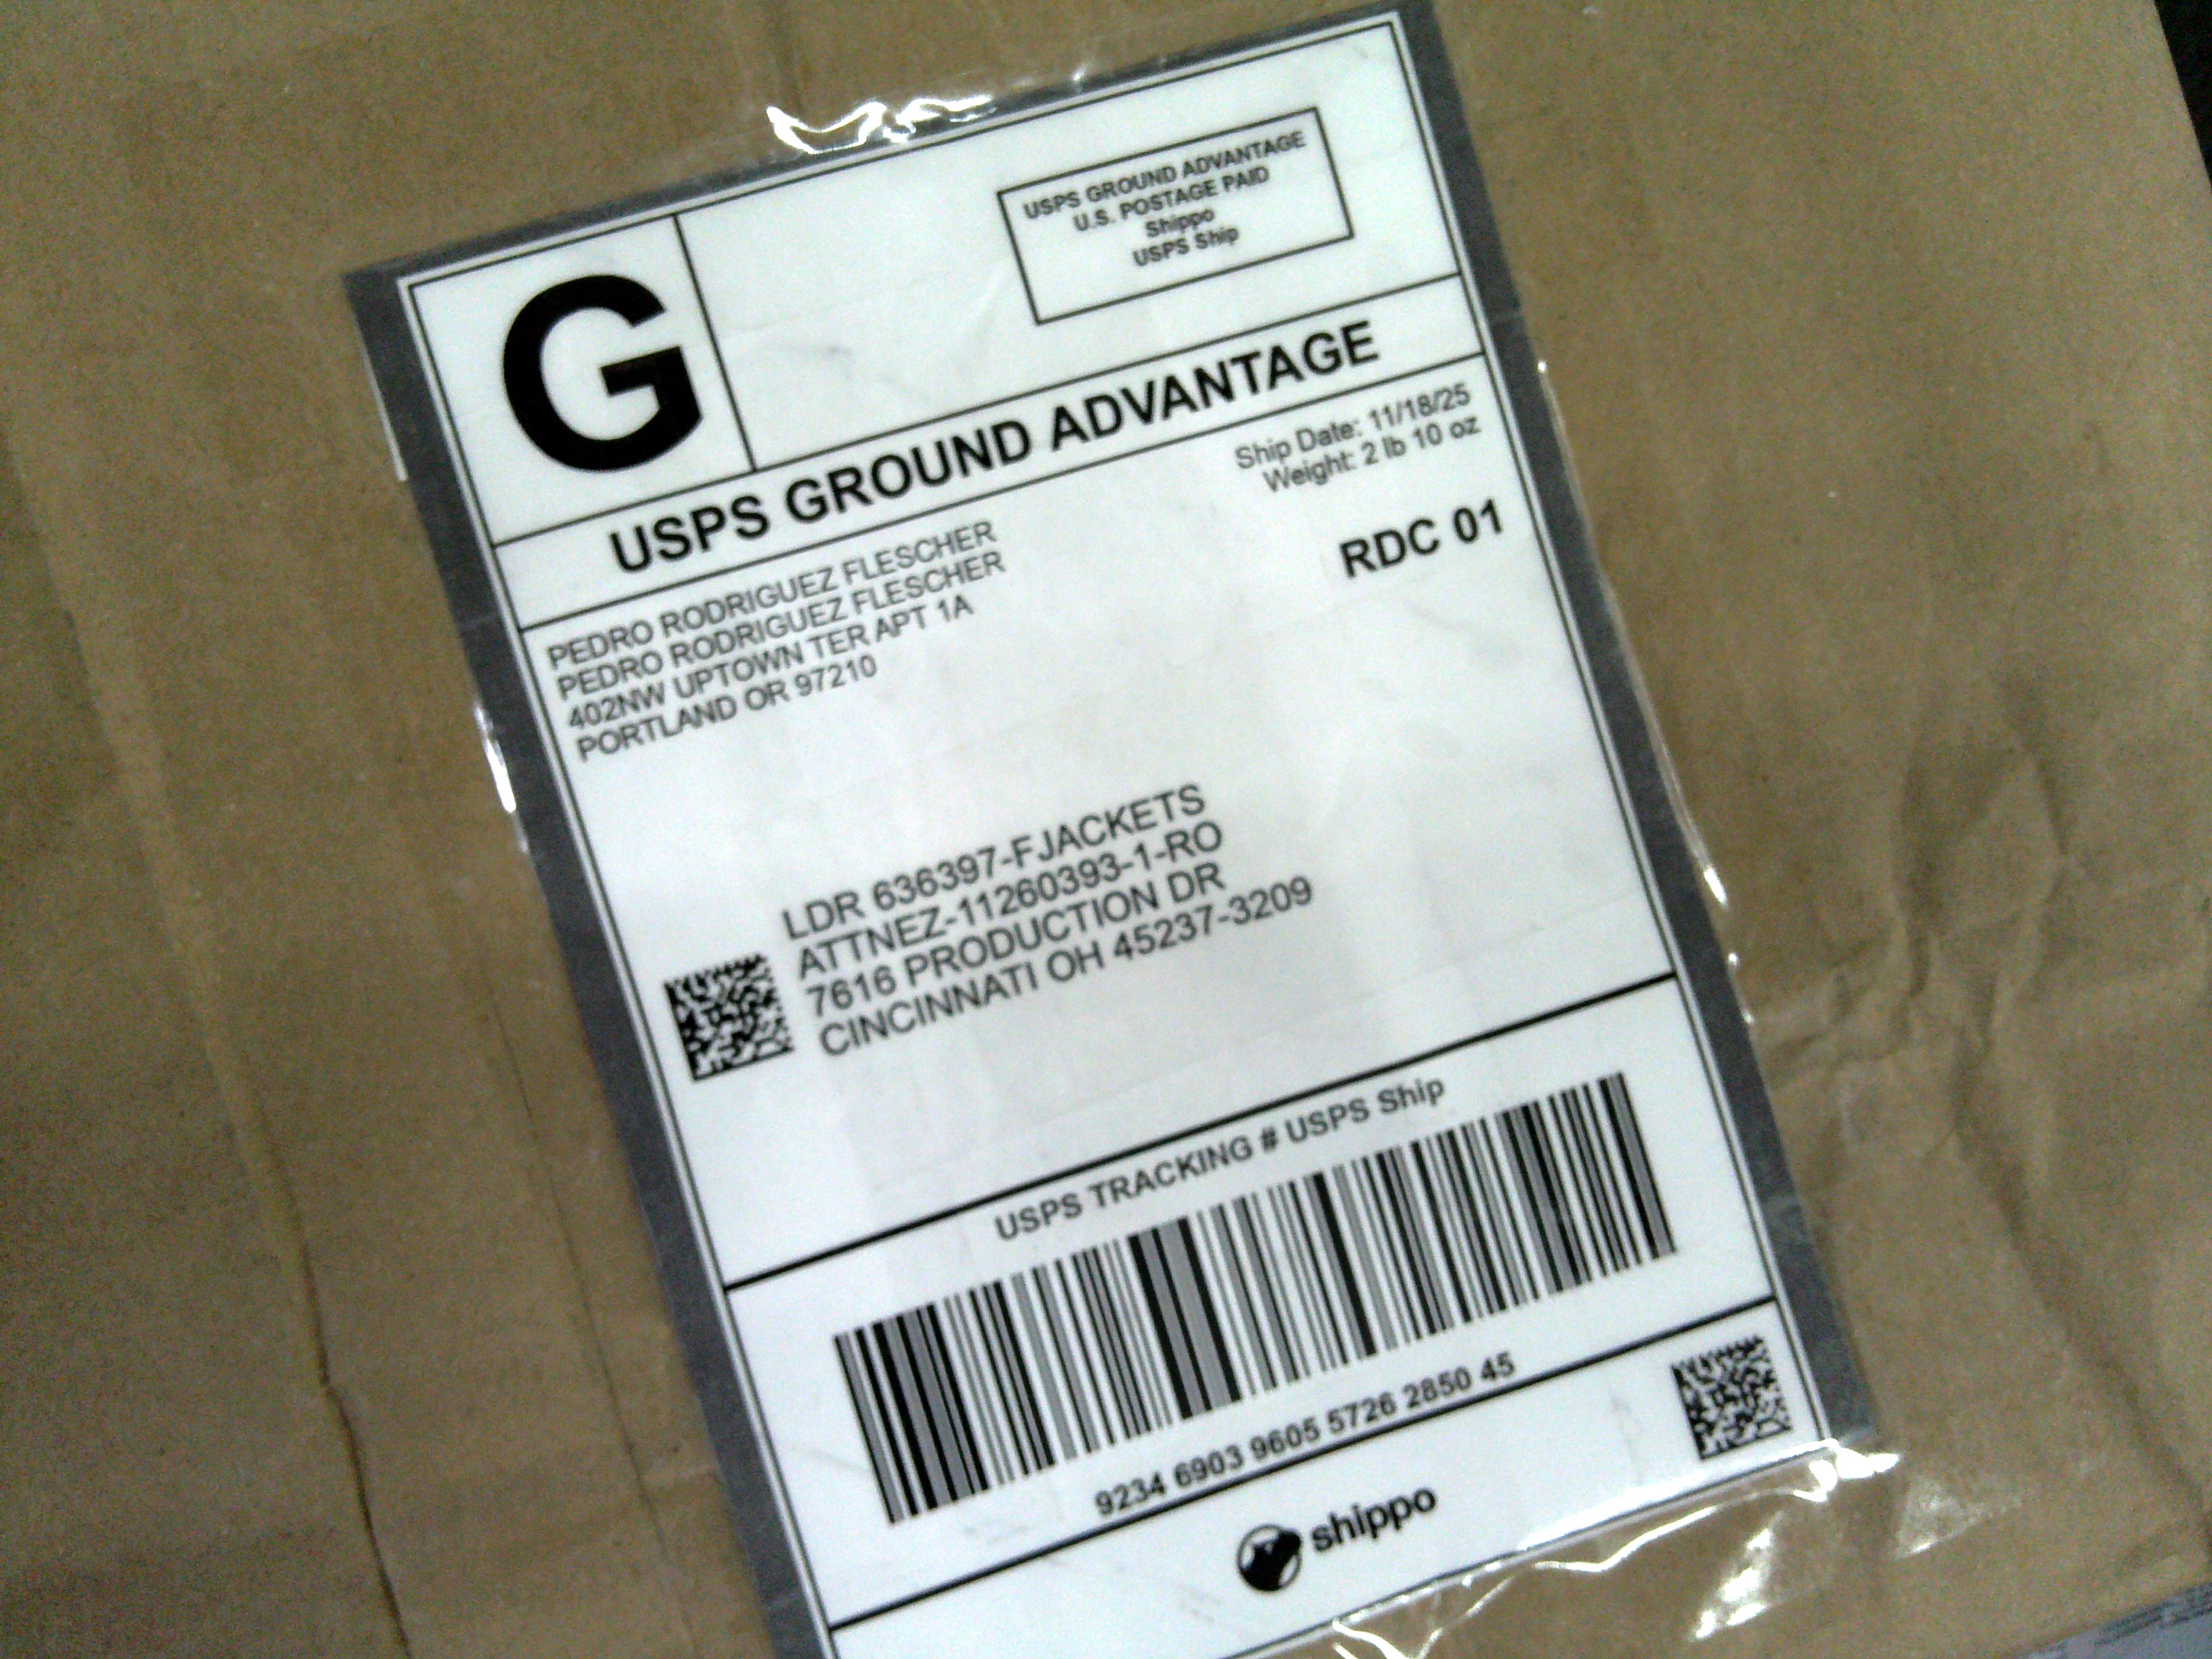 USPS GROUND ADVANTAGE
U.S. POSTAGE PAID
Shippo
USPS Ship
G
USPS GROUND ADVANTAGE
Ship Date: 11/18/25
Weight: 2 lb 10 oz
RDC 01
PEDRO RODRIGUEZ FLESCHER
PEDRO RODRIGUEZ FLESCHER
402NW UPTOWN TER APT 1A
PORTLAND OR 97210
LDR 636397-FJACKETS
ATTNEZ-11260393-1-RO
7616 PRODUCTION DR
CINCINNATI OH 45237-3209
USPS TRACKING # USPS Ship
9234 6903 9605 5726 2850 45
shippo